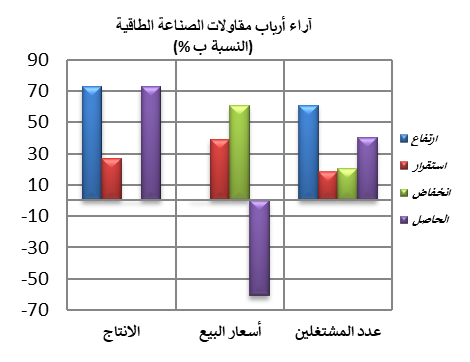 آراء أرباب مقاولات الصناعة الطاقية
(النسبة ب %)
90
70
50
30
10
-10
-30
-50
-70
ارتفاع
استقرار
انخفاض
الحاصل
الانتاج
أسعار البيع
عدد المشتغلين